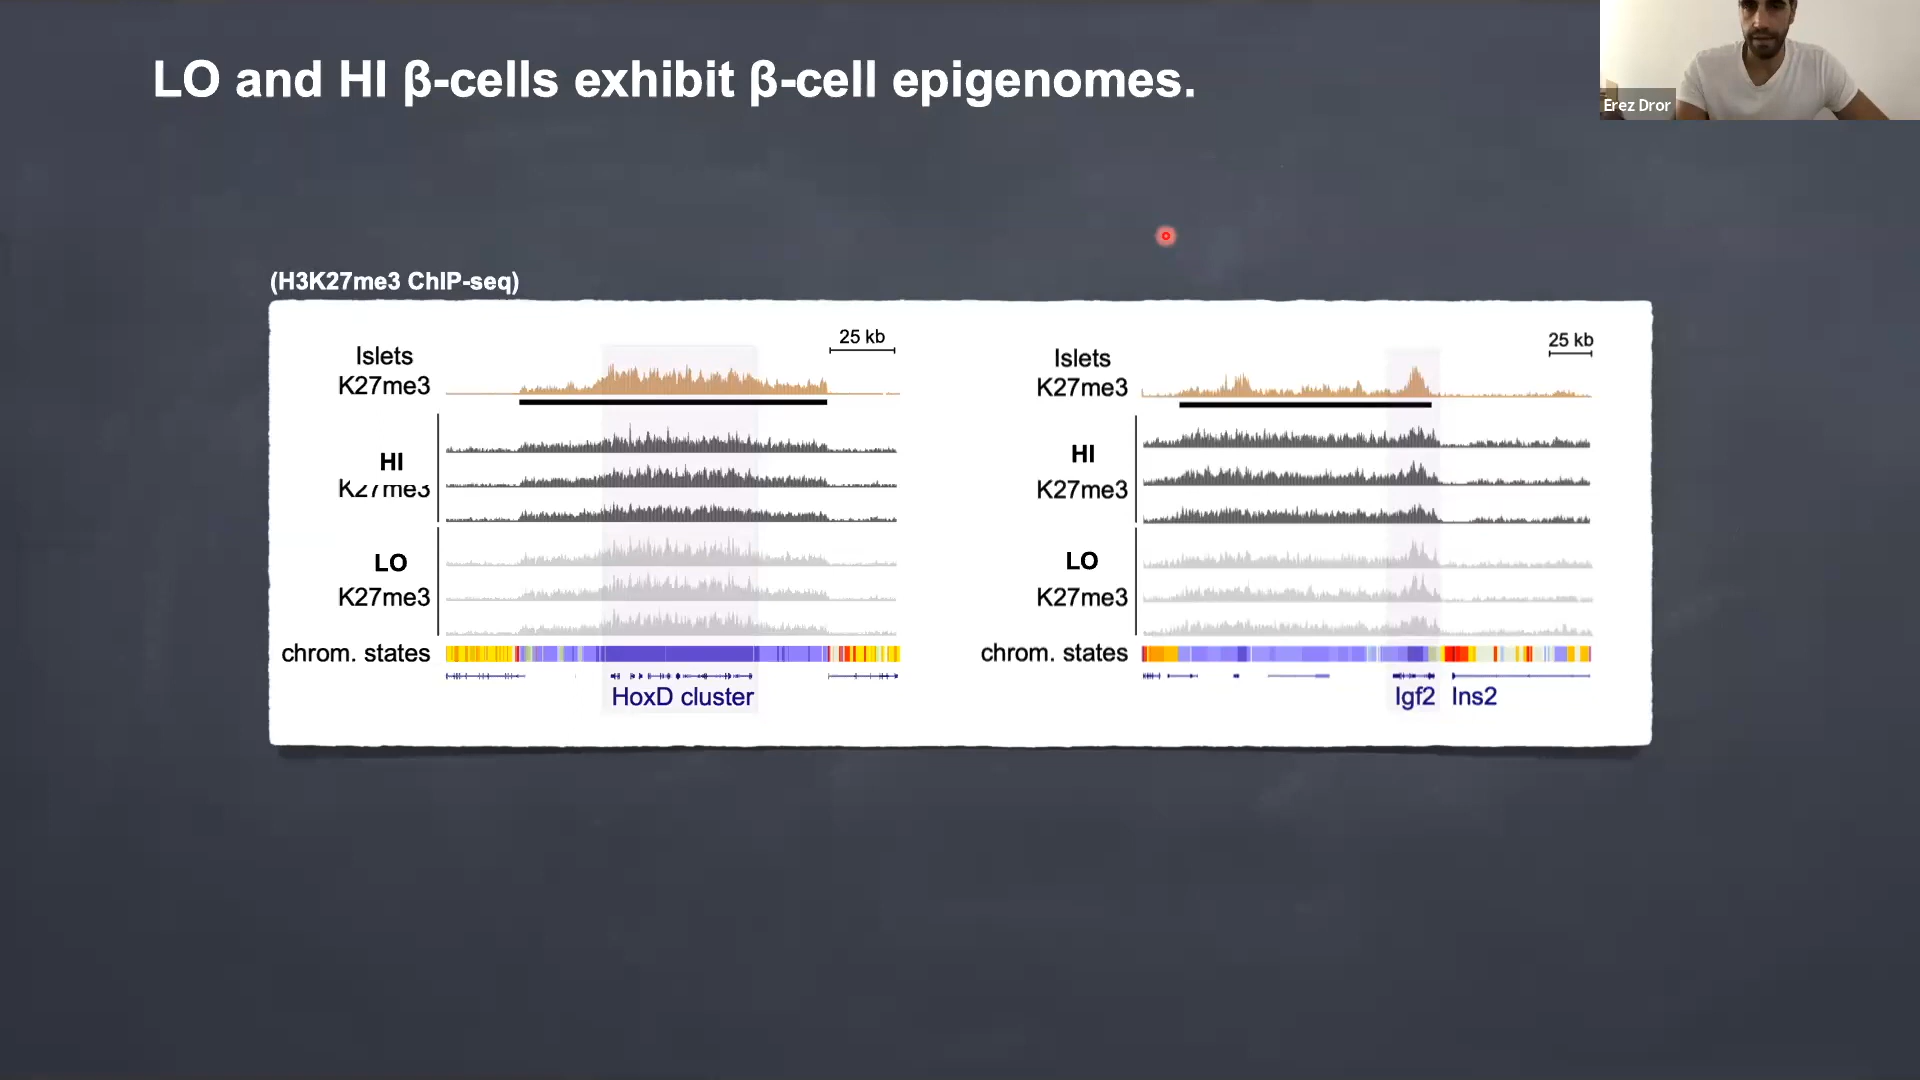 LO and HI β-cells exhibit β-cell epigenomes.
Erez Dror
(H3K27me3 ChIP-seq)
25 kb
Islets
K27me3
HI
K27me3
LO
K27me3
chrom. states
HoxD cluster
25 kb
Islets
K27me3
HI
K27me3
LO
K27me3
chrom. states
Igf2 Ins2